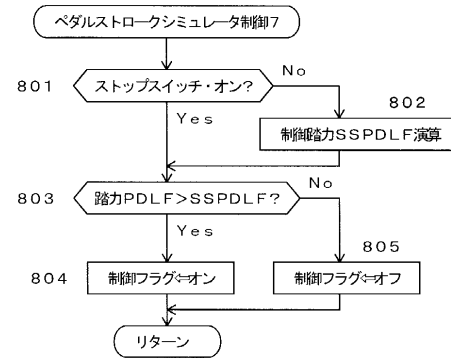 ペダルストロークシミュレータ制御７
８０１
ストップスイッチ・オン？
Ｎｏ
８０２
Ｙｅｓ
制御踏力ＳＳＰＤＬＦ演算
８０３
踏力ＰＤＬＦ＞ＳＳＰＤＬＦ？
Ｎｏ
Ｙｅｓ
８０５
８０４
制御フラグ⇐オン
制御フラグ⇐オフ
リターン